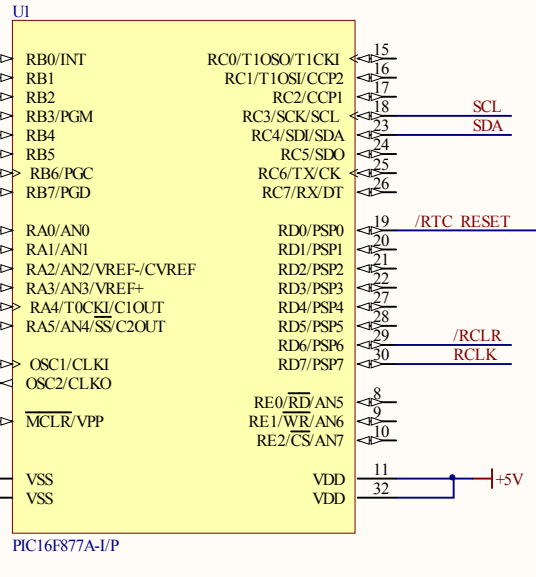 U1
RB0/INT RC0/T1OSO/T1CKI 15
RB1 RC1/T1OSI/CCP2 16
RB2 RC2/CCP1 17
RB3/PGM RC3/SCK/SCL 18 SCL
RB4 RC4/SDI/SDA 23 SDA
RB5 RC5/SDO 24
RB6/PGC RC6/TX/CK 25
RB7/PGD RC7/RX/DT 26
RA0/AN0 RD0/PSP0 19 /RTC_RESET
RA1/AN1 RD1/PSP1 20
RA2/AN2/VREF-/CVREF RD2/PSP2 21
RA3/AN3/VREF+ RD3/PSP3 22
RA4/T0CKI/C1OUT RD4/PSP4 27
RA5/AN4/SS/C2OUT RD5/PSP5 28
RD6/PSP6 29 /RCLR
OSC1/CLKI RD7/PSP7 30 RCLK
OSC2/CLKO
RE0/RD/AN5 8
MCLR/VPP RE1/WR/AN6 9
RE2/CS/AN7 10
VSS VDD 11 +5V
VSS VDD 32
PIC16F877A-I/P